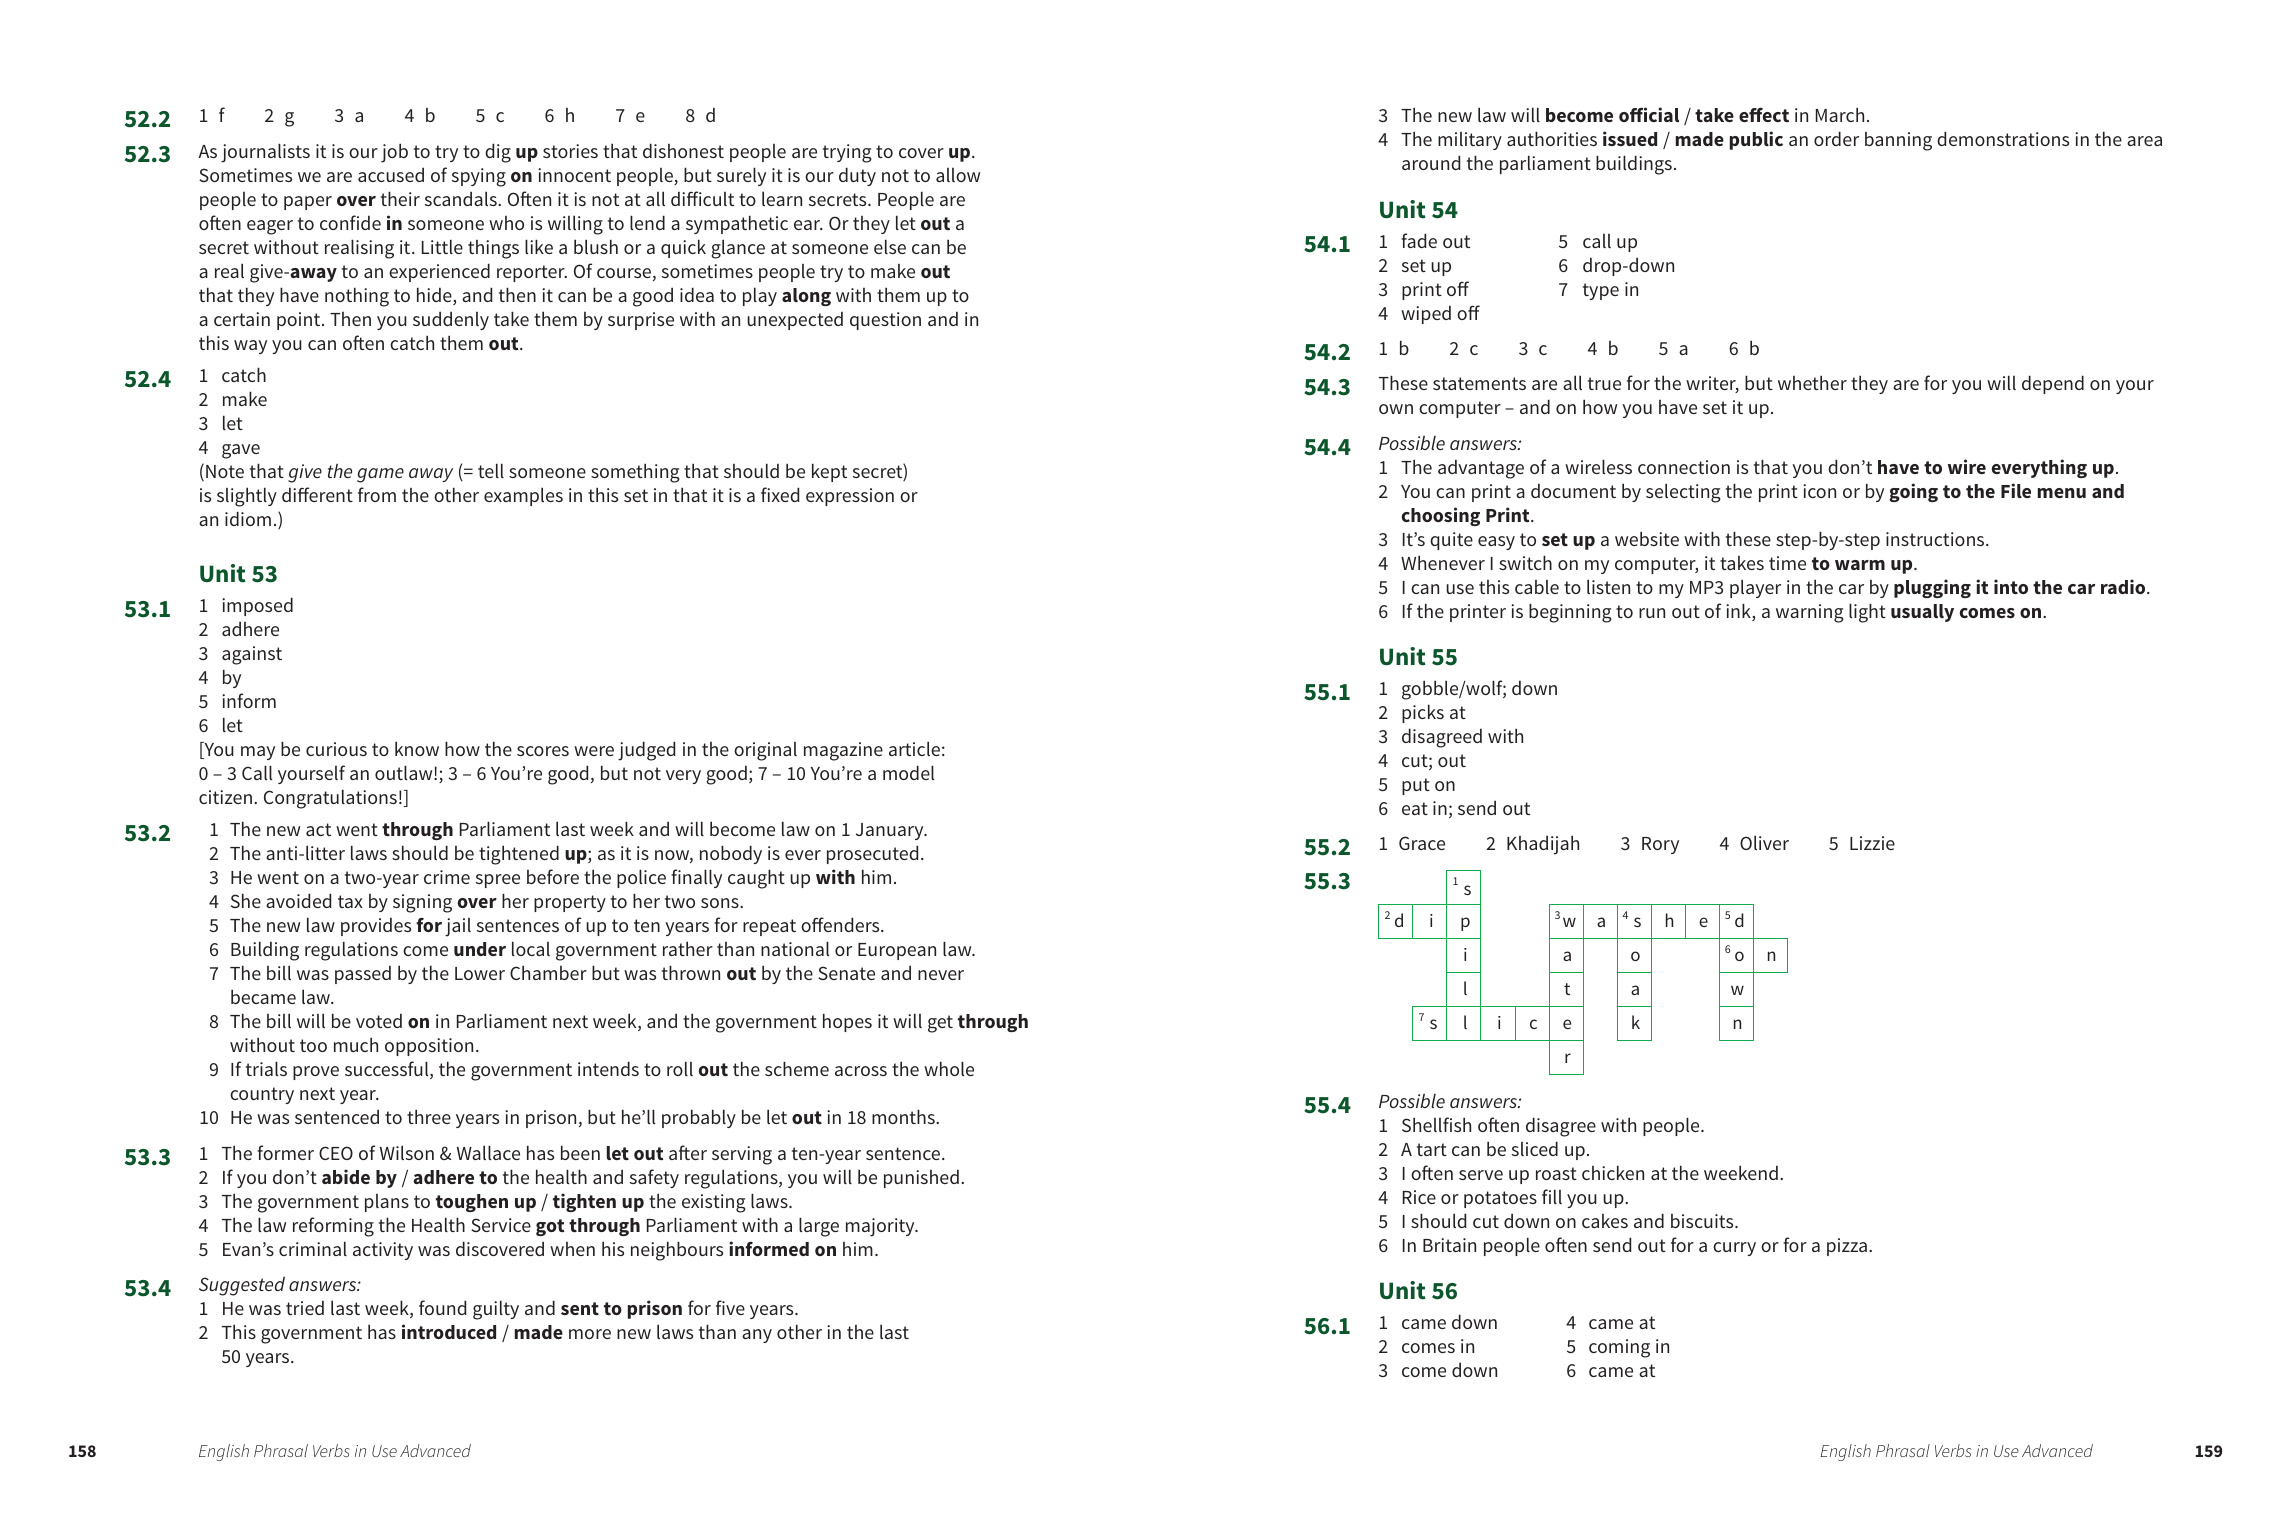 52.2 1 f 2 g 3 a 4 b 5 c 6 h 7 e 8 d
52.3 As journalists it is our job to try to dig up stories that dishonest people are trying to cover up.
Sometimes we are accused of spying on innocent people, but surely it is our duty not to allow
people to paper over their scandals. Often it is not at all difficult to learn secrets. People are
often eager to confide in someone who is willing to lend a sympathetic ear. Or they let out a
secret without realising it. Little things like a blush or a quick glance at someone else can be
a real give-away to an experienced reporter. Of course, sometimes people try to make out
that they have nothing to hide, and then it can be a good idea to play along with them up to
a certain point. Then you suddenly take them by surprise with an unexpected question and in
this way you can often catch them out.
52.4 1 catch
2 make
3 let
4 gave
(Note that give the game away (= tell someone something that should be kept secret)
is slightly different from the other examples in this set in that it is a fixed expression or
an idiom.)
Unit 53
53.1 1 imposed
2 adhere
3 against
4 by
5 inform
6 let
[You may be curious to know how the scores were judged in the original magazine article:
0 – 3 Call yourself an outlaw!; 3 – 6 You’re good, but not very good; 7 – 10 You’re a model
citizen. Congratulations!]
53.2 1 The new act went through Parliament last week and will become law on 1 January.
2 The anti-litter laws should be tightened up; as it is now, nobody is ever prosecuted.
3 He went on a two-year crime spree before the police finally caught up with him.
4 She avoided tax by signing over her property to her two sons.
5 The new law provides for jail sentences of up to ten years for repeat offenders.
6 Building regulations come under local government rather than national or European law.
7 The bill was passed by the Lower Chamber but was thrown out by the Senate and never
became law.
8 The bill will be voted on in Parliament next week, and the government hopes it will get through
without too much opposition.
9 If trials prove successful, the government intends to roll out the scheme across the whole
country next year.
10 He was sentenced to three years in prison, but he’ll probably be let out in 18 months.
53.3 1 The former CEO of Wilson & Wallace has been let out after serving a ten-year sentence.
2 If you don’t abide by / adhere to the health and safety regulations, you will be punished.
3 The government plans to toughen up / tighten up the existing laws.
4 The law reforming the Health Service got through Parliament with a large majority.
5 Evan’s criminal activity was discovered when his neighbours informed on him.
53.4 Suggested answers:
1 He was tried last week, found guilty and sent to prison for five years.
2 This government has introduced / made more new laws than any other in the last
50 years.
158 English Phrasal Verbs in Use Advanced
3 The new law will become official / take effect in March.
4 The military authorities issued / made public an order banning demonstrations in the area
around the parliament buildings.
Unit 54
54.1 1 fade out 5 call up
2 set up 6 drop-down
3 print off 7 type in
4 wiped off
54.2 1 b 2 c 3 c 4 b 5 a 6 b
54.3 These statements are all true for the writer, but whether they are for you will depend on your
own computer – and on how you have set it up.
54.4 Possible answers:
1 The advantage of a wireless connection is that you don’t have to wire everything up.
2 You can print a document by selecting the print icon or by going to the File menu and
choosing Print.
3 It’s quite easy to set up a website with these step-by-step instructions.
4 Whenever I switch on my computer, it takes time to warm up.
5 I can use this cable to listen to my MP3 player in the car by plugging it into the car radio.
6 If the printer is beginning to run out of ink, a warning light usually comes on.
Unit 55
55.1 1 gobble/wolf; down
2 picks at
3 disagreed with
4 cut; out
5 put on
6 eat in; send out
55.2 1 Grace 2 Khadijah 3 Rory 4 Oliver 5 Lizzie
55.3 1 s
2 d i p 3 w a 4 s h e 5 d
i a o 6 o n
l t a w
7 s l i c e k n
r
55.4 Possible answers:
1 Shellfish often disagree with people.
2 A tart can be sliced up.
3 I often serve up roast chicken at the weekend.
4 Rice or potatoes fill you up.
5 I should cut down on cakes and biscuits.
6 In Britain people often send out for a curry or for a pizza.
Unit 56
56.1 1 came down 4 came at
2 comes in 5 coming in
3 come down 6 came at
English Phrasal Verbs in Use Advanced 159